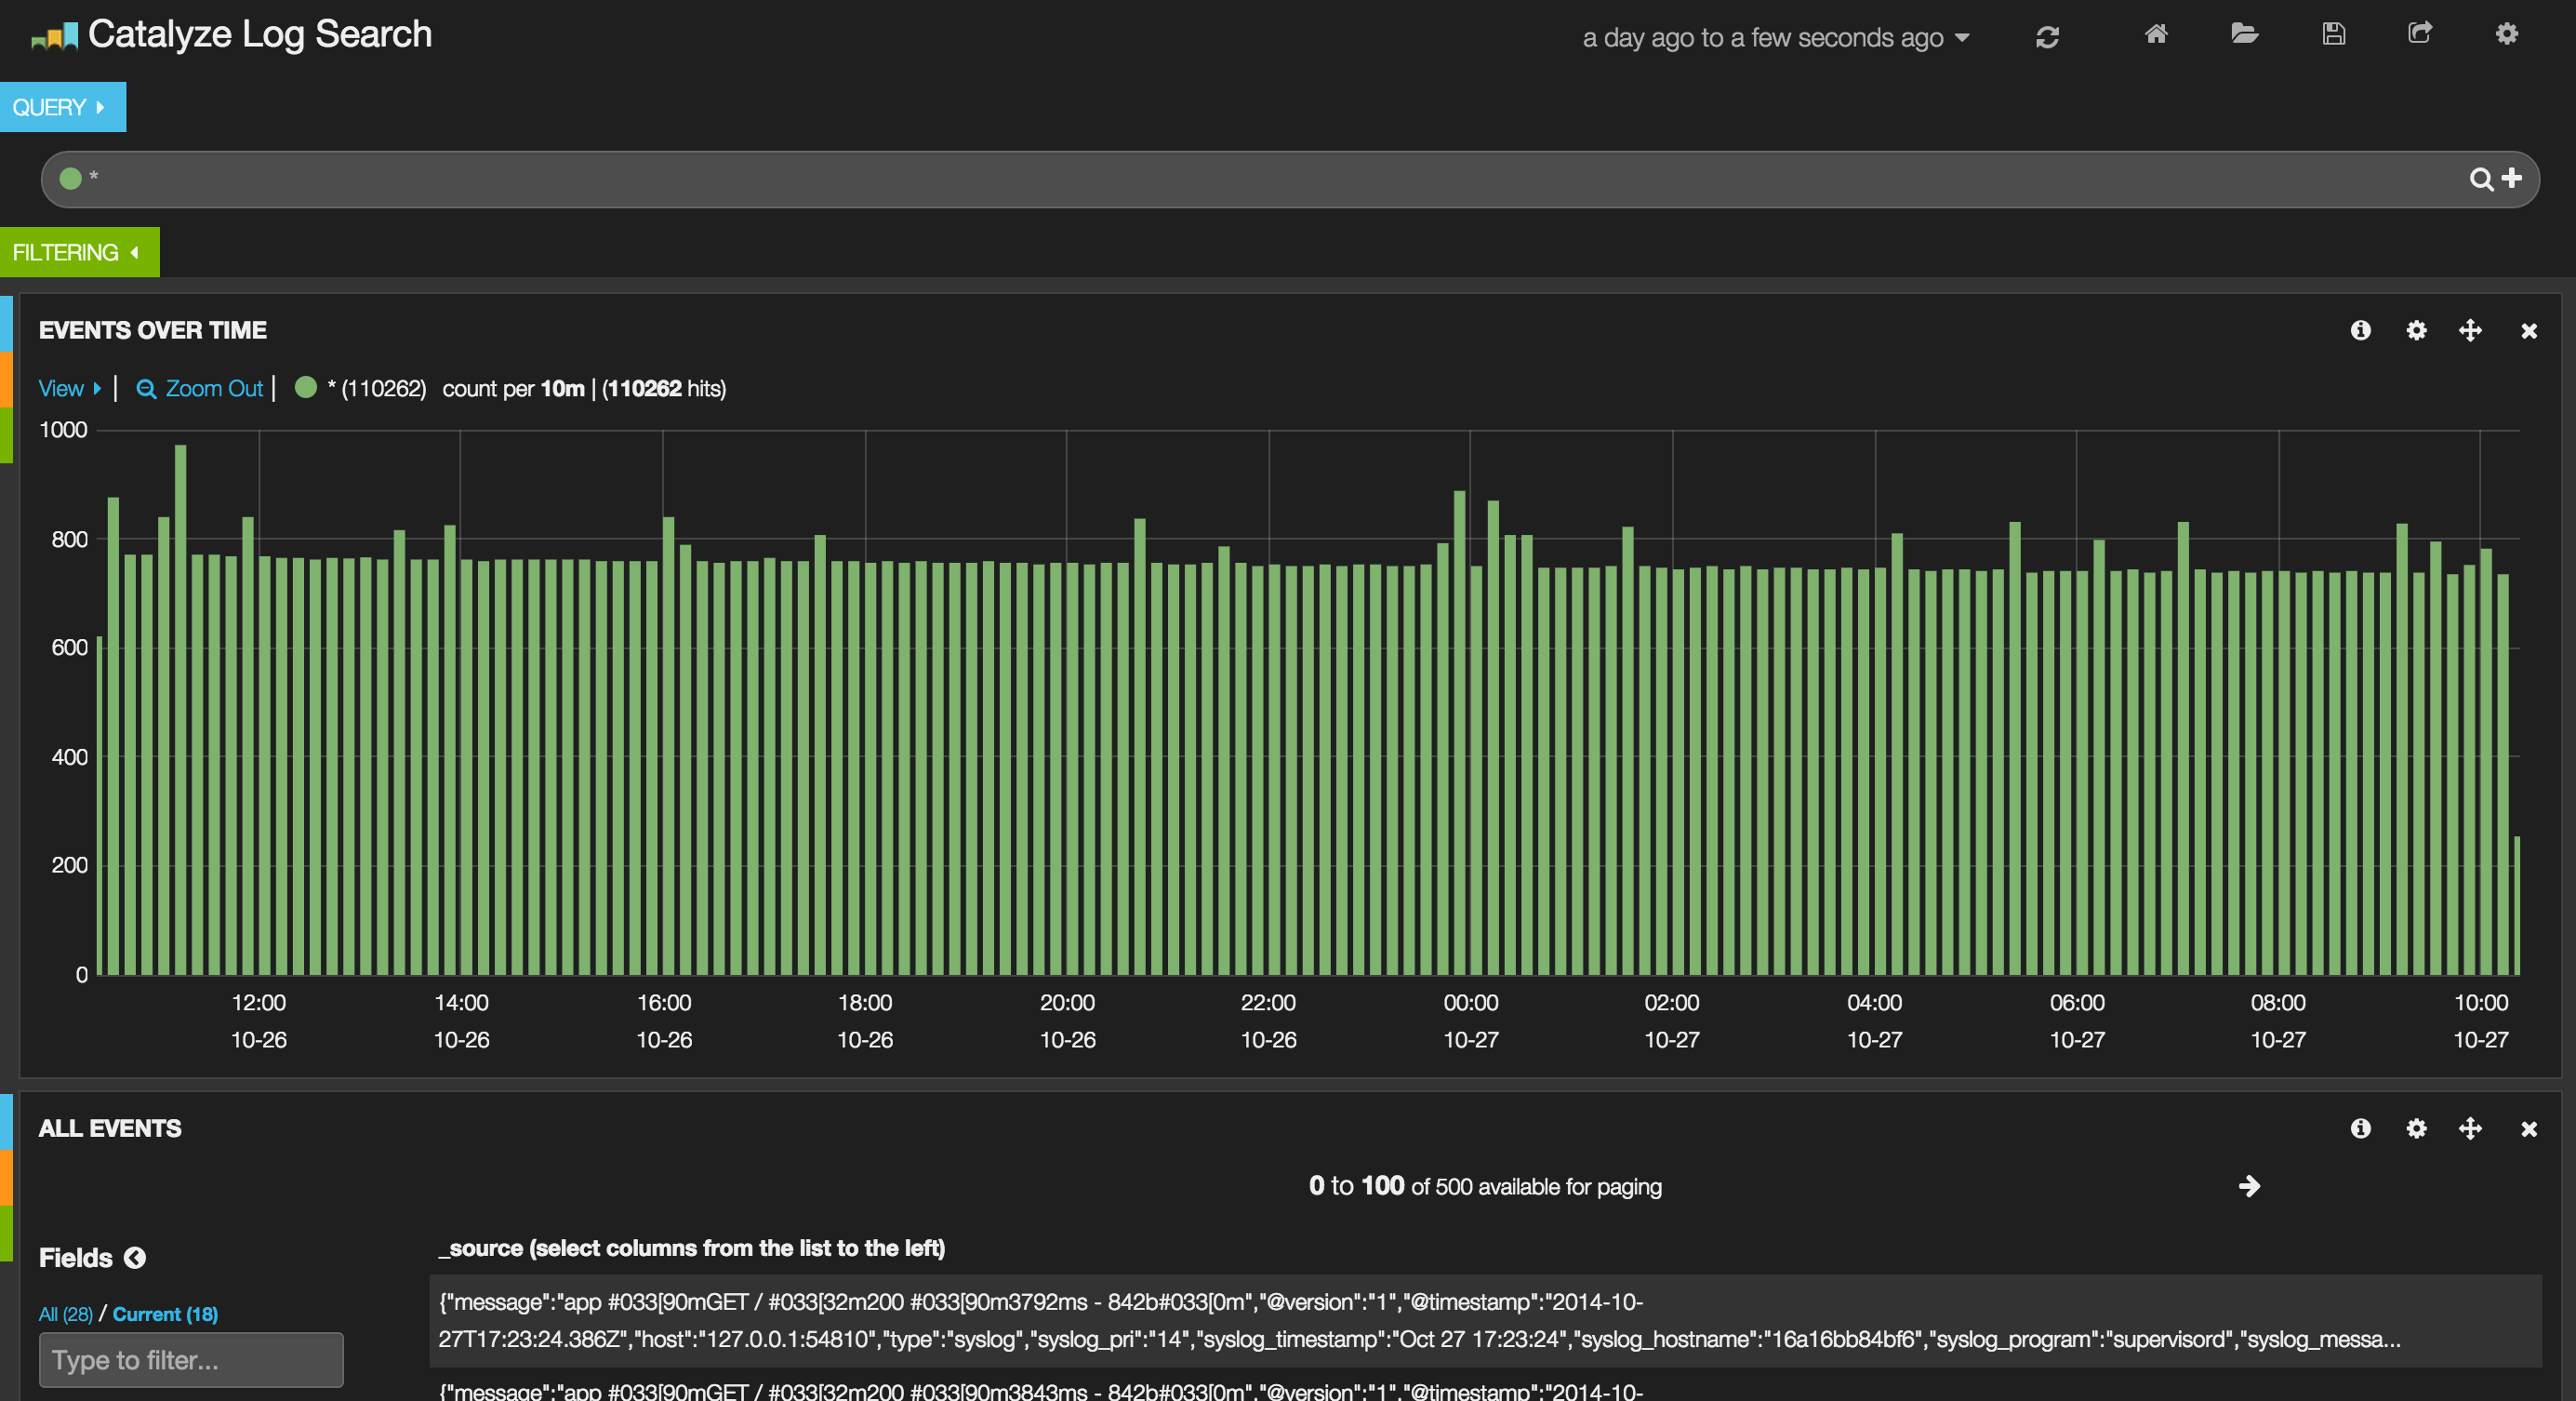 Catalyze Log Search
a day ago to a few seconds ago
QUERY
*
FILTERING
EVENTS OVER TIME
View | Zoom Out | * (110262) count per 10m | (110262 hits)
1000
800
600
400
200
0
12:00 14:00 16:00 18:00 20:00 22:00 00:00 02:00 04:00 06:00 08:00 10:00
10-26 10-26 10-26 10-26 10-26 10-26 10-27 10-27 10-27 10-27 10-27 10-27
ALL EVENTS
0 to 100 of 500 available for paging
Fields
All (28) / Current (18)
Type to filter...
_source (select columns from the list to the left)
{"message":"app #033[90mGET / #033[32m200 #033[90m3792ms - 842b#033[0m","@version":"1","@timestamp":"2014-10-
27T17:23:24.386Z","host":"127.0.0.1:54810","type":"syslog","syslog_pri":"14","syslog_timestamp":"Oct 27 17:23:24","syslog_hostname":"16a16bb84bf6","syslog_program":"supervisord","syslog_messa...
{"message":"app #033[90mGET / #033[32m200 #033[90m3843ms - 842b#033[0m","@version":"1","@timestamp":"2014-10-